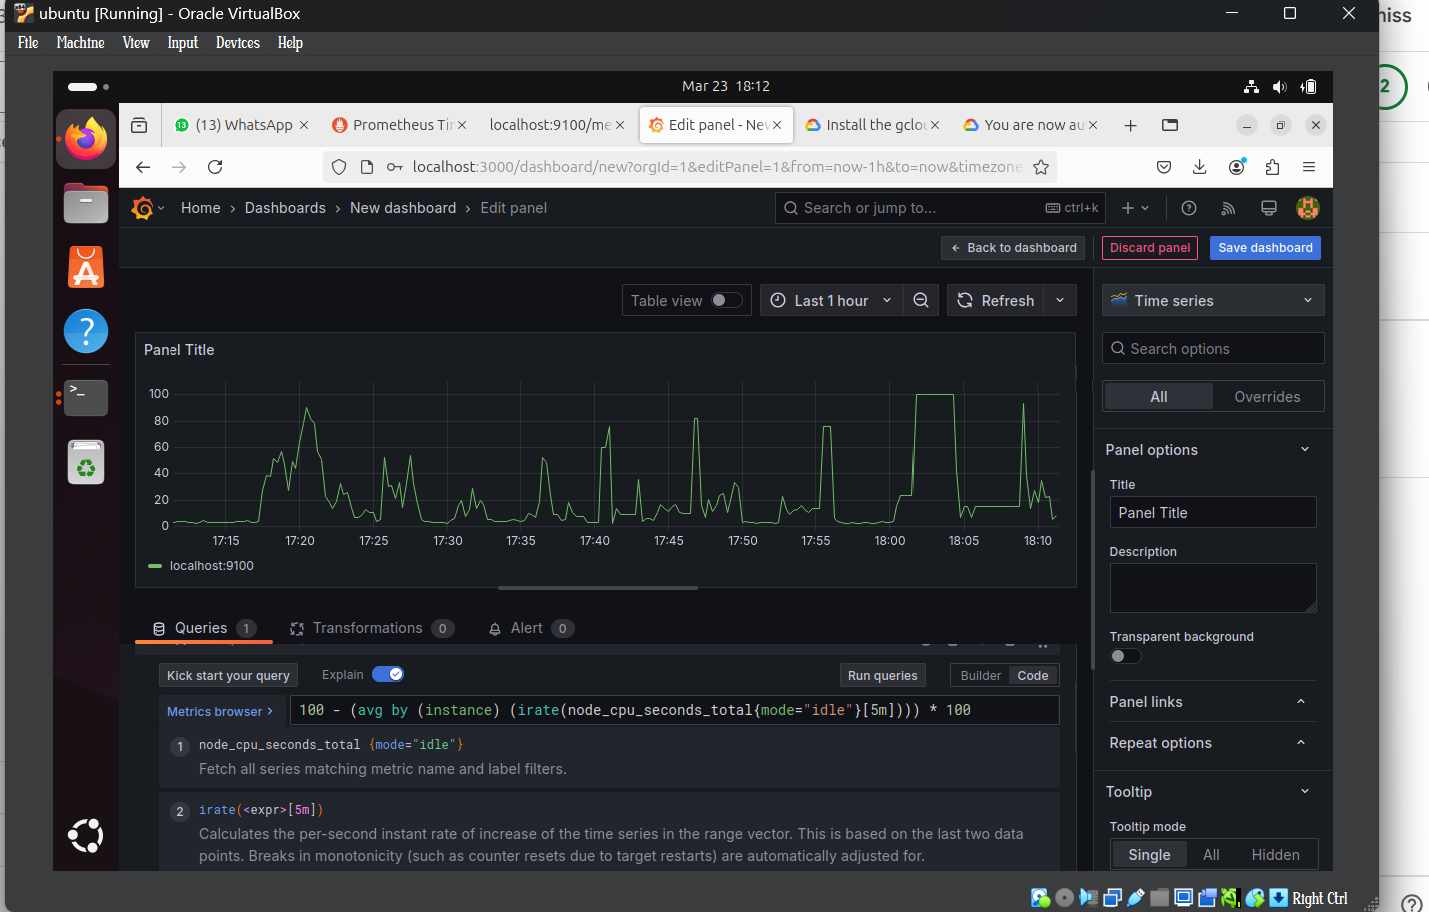 ubuntu [Running] - Oracle VirtualBox
File Machine View Input Devices Help
Mar 23 18:12
(13) WhatsApp
Prometheus Tim
localhost:9100/me
Edit panel - New
Install the gclou
You are now au
localhost:3000/dashboard/new?orgId=1&editPanel=1&from=now-1h&to=now&timezone
Home > Dashboards > New dashboard > Edit panel
Search or jump to...
ctrl+k
Back to dashboard
Discard panel
Save dashboard
Table view
Last 1 hour
Refresh
Time series
Search options
All
Overrides
Panel Title
100
80
60
40
20
0
17:15 17:20 17:25 17:30 17:35 17:40 17:45 17:50 17:55 18:00 18:05 18:10
localhost:9100
Panel options
Title
Panel Title
Description
Transparent background
Panel links
Repeat options
Tooltip
Tooltip mode
Single All Hidden
Queries 1
Transformations 0
Alert 0
Kick start your query
Explain
Run queries
Builder Code
Metrics browser >
100 - (avg by (instance) (irate(node_cpu_seconds_total{mode="idle"}[5m]))) * 100
1 node_cpu_seconds_total {mode="idle"}
Fetch all series matching metric name and label filters.
2 irate(<expr>[5m])
Calculates the per-second instant rate of increase of the time series in the range vector. This is based on the last two data
points. Breaks in monotonicity (such as counter resets due to target restarts) are automatically adjusted for.
Right Ctrl
2